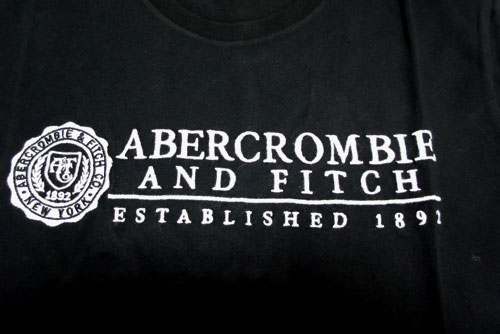 ABERCROMBIE & FITCH CO.
A&F
1892
NEW YORK
ABERCROMBIE
AND FITCH
ESTABLISHED 1892